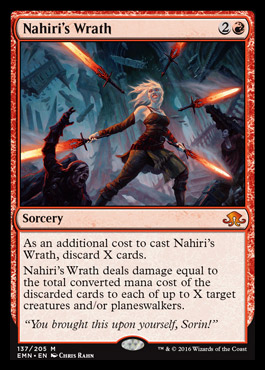 Nahiri's Wrath 2
Sorcery
As an additional cost to cast Nahiri's
Wrath, discard X cards.
Nahiri's Wrath deals damage equal to
the total converted mana cost of the
discarded cards to each of up to X target
creatures and/or planeswalkers.
“You brought this upon yourself, Sorin!”
137/205 M
EMN • EN CHRIS RAHN
™ & © 2016 Wizards of the Coast